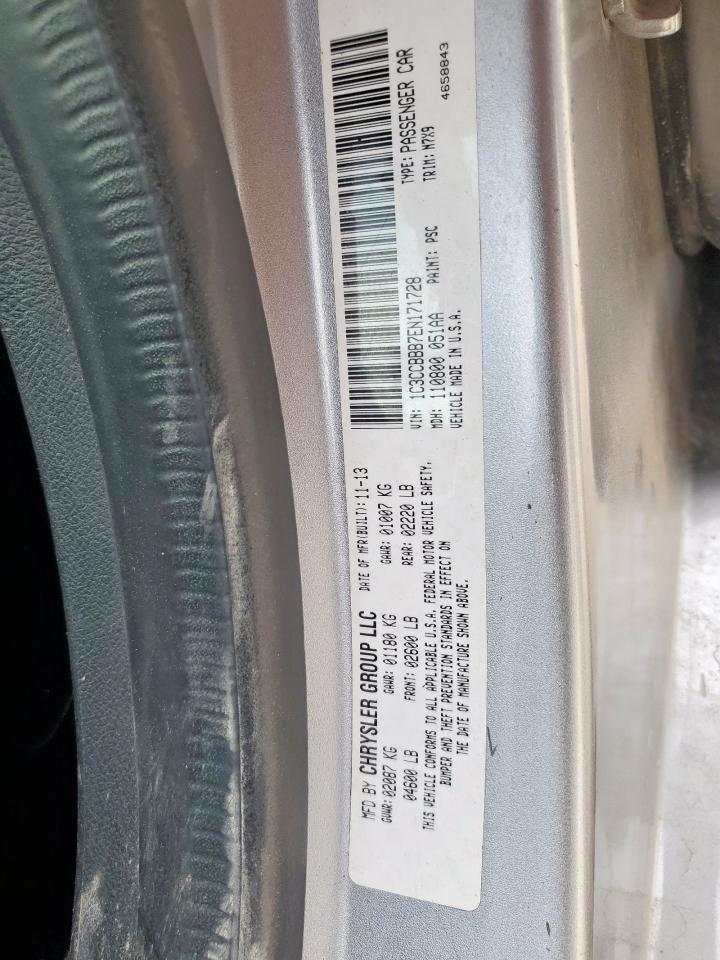 MFD BY CHRYSLER GROUP LLC DATE OF MFR(BUILT): 11-13
GVWR: 02087 KG GAWR: 01180 KG GAWR: 01007 KG
04600 LB FRONT: 02600 LB REAR: 02220 LB
THIS VEHICLE CONFORMS TO ALL APPLICABLE U.S.A. FEDERAL MOTOR VEHICLE SAFETY,
BUMPER AND THEFT PREVENTION STANDARDS IN EFFECT ON
THE DATE OF MANUFACTURE SHOWN ABOVE.
VIN: 1C3CCBBB7EN171728 TYPE: PASSENGER CAR
MDH: 110800 051AA PAINT: PSC TRIM: M7X9
VEHICLE MADE IN U.S.A. 4658843